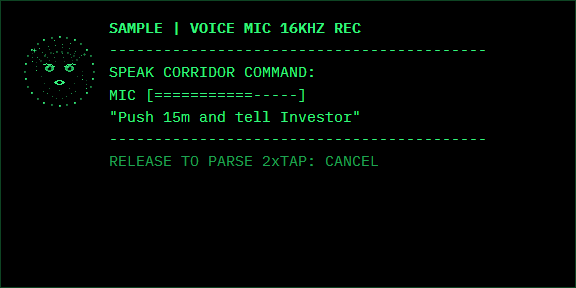 SAMPLE | VOICE MIC 16KHZ REC
------------------------------------------
SPEAK CORRIDOR COMMAND:
MIC [===========-----]
"Push 15m and tell Investor"
------------------------------------------
RELEASE TO PARSE 2xTAP: CANCEL